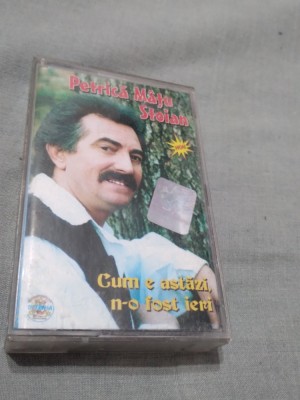 Petrică Mâțu
Stoian
Cum e astăzi,
n-o fost ieri